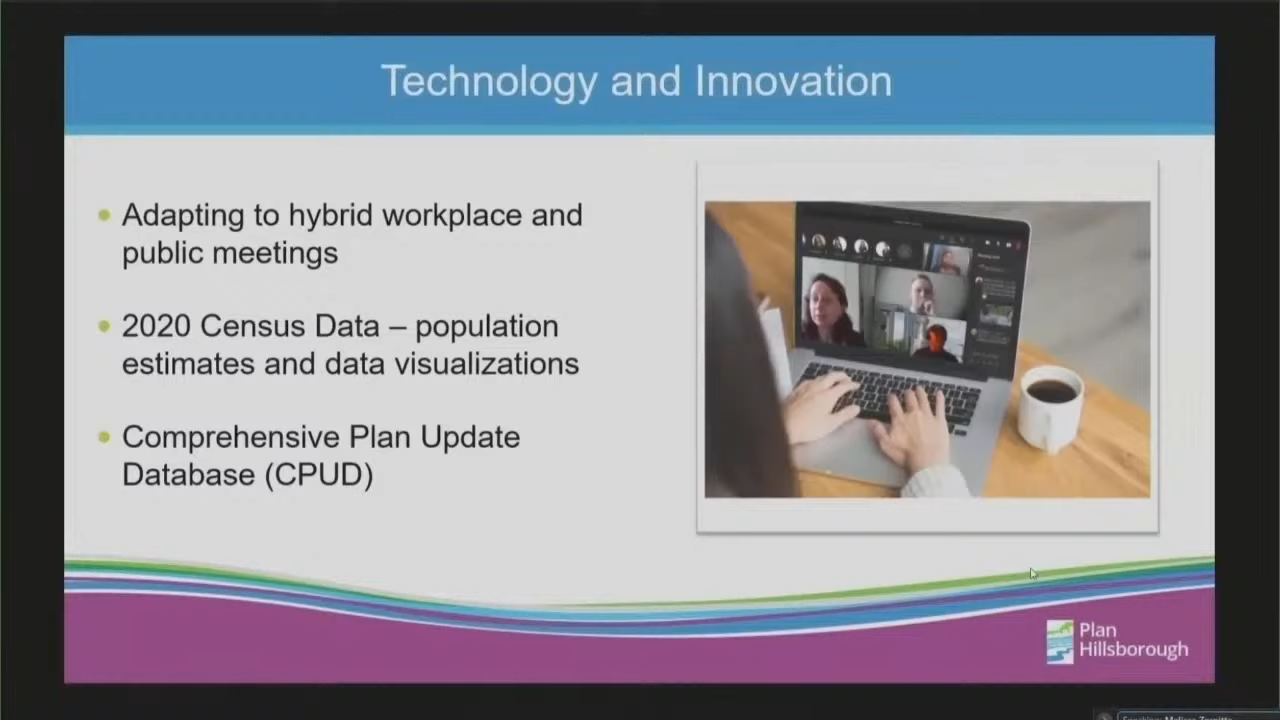 Technology and Innovation
Adapting to hybrid workplace and
public meetings
2020 Census Data – population
estimates and data visualizations
Comprehensive Plan Update
Database (CPUD)
Plan
Hillsborough